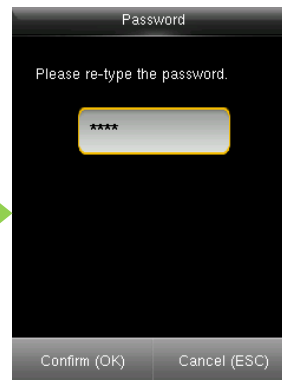 Password
Please re-type the password.
****
Confirm (OK) Cancel (ESC)